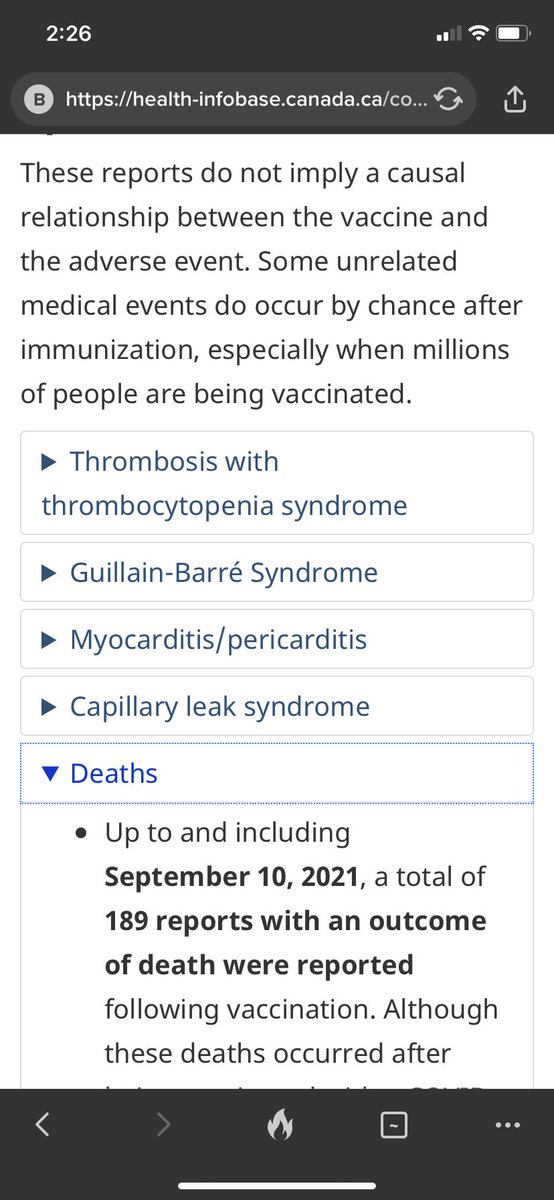 2:26
B https://health-infobase.canada.ca/co...
These reports do not imply a causal
relationship between the vaccine and
the adverse event. Some unrelated
medical events do occur by chance after
immunization, especially when millions
of people are being vaccinated.
Thrombosis with
thrombocytopenia syndrome
Guillain-Barré Syndrome
Myocarditis/pericarditis
Capillary leak syndrome
Deaths
Up to and including
September 10, 2021, a total of
189 reports with an outcome
of death were reported
following vaccination. Although
these deaths occurred after